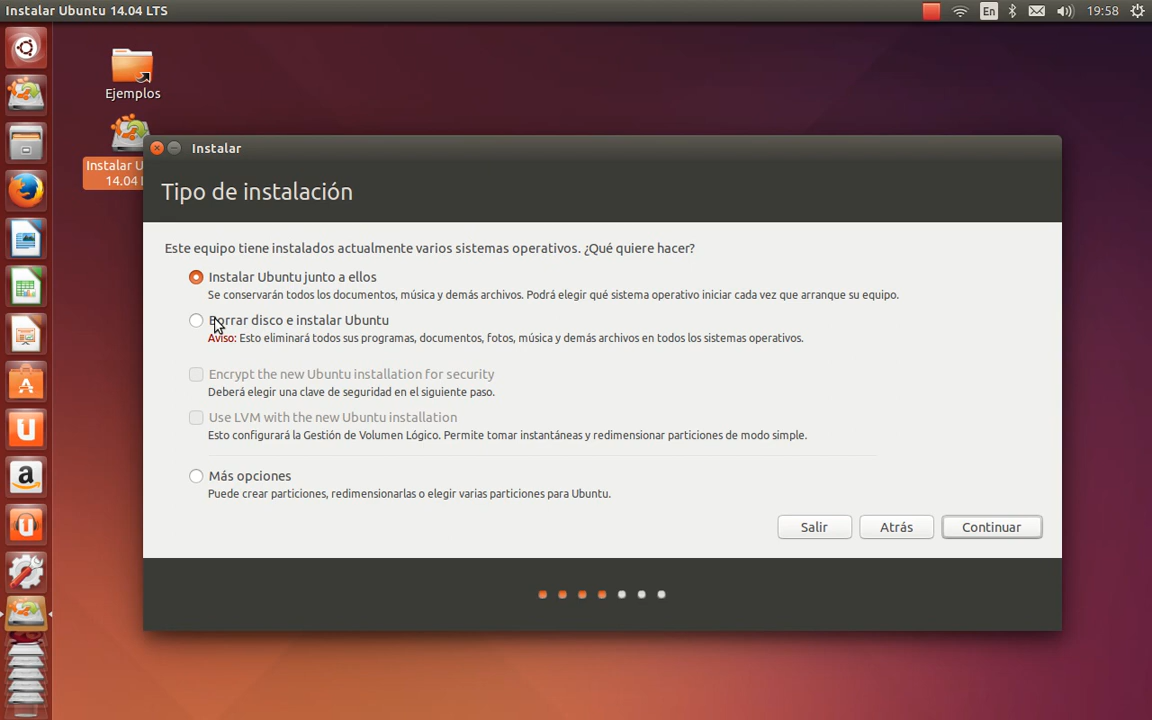 Instalar Ubuntu 14.04 LTS
En
19:58
Ejemplos
Instalar U
14.04 L
Instalar
Tipo de instalación
Este equipo tiene instalados actualmente varios sistemas operativos. ¿Qué quiere hacer?
Instalar Ubuntu junto a ellos
Se conservarán todos los documentos, música y demás archivos. Podrá elegir qué sistema operativo iniciar cada vez que arranque su equipo.
Borrar disco e instalar Ubuntu
Aviso: Esto eliminará todos sus programas, documentos, fotos, música y demás archivos en todos los sistemas operativos.
Encrypt the new Ubuntu installation for security
Deberá elegir una clave de seguridad en el siguiente paso.
Use LVM with the new Ubuntu installation
Esto configurará la Gestión de Volumen Lógico. Permite tomar instantáneas y redimensionar particiones de modo simple.
Más opciones
Puede crear particiones, redimensionarlas o elegir varias particiones para Ubuntu.
Salir
Atrás
Continuar